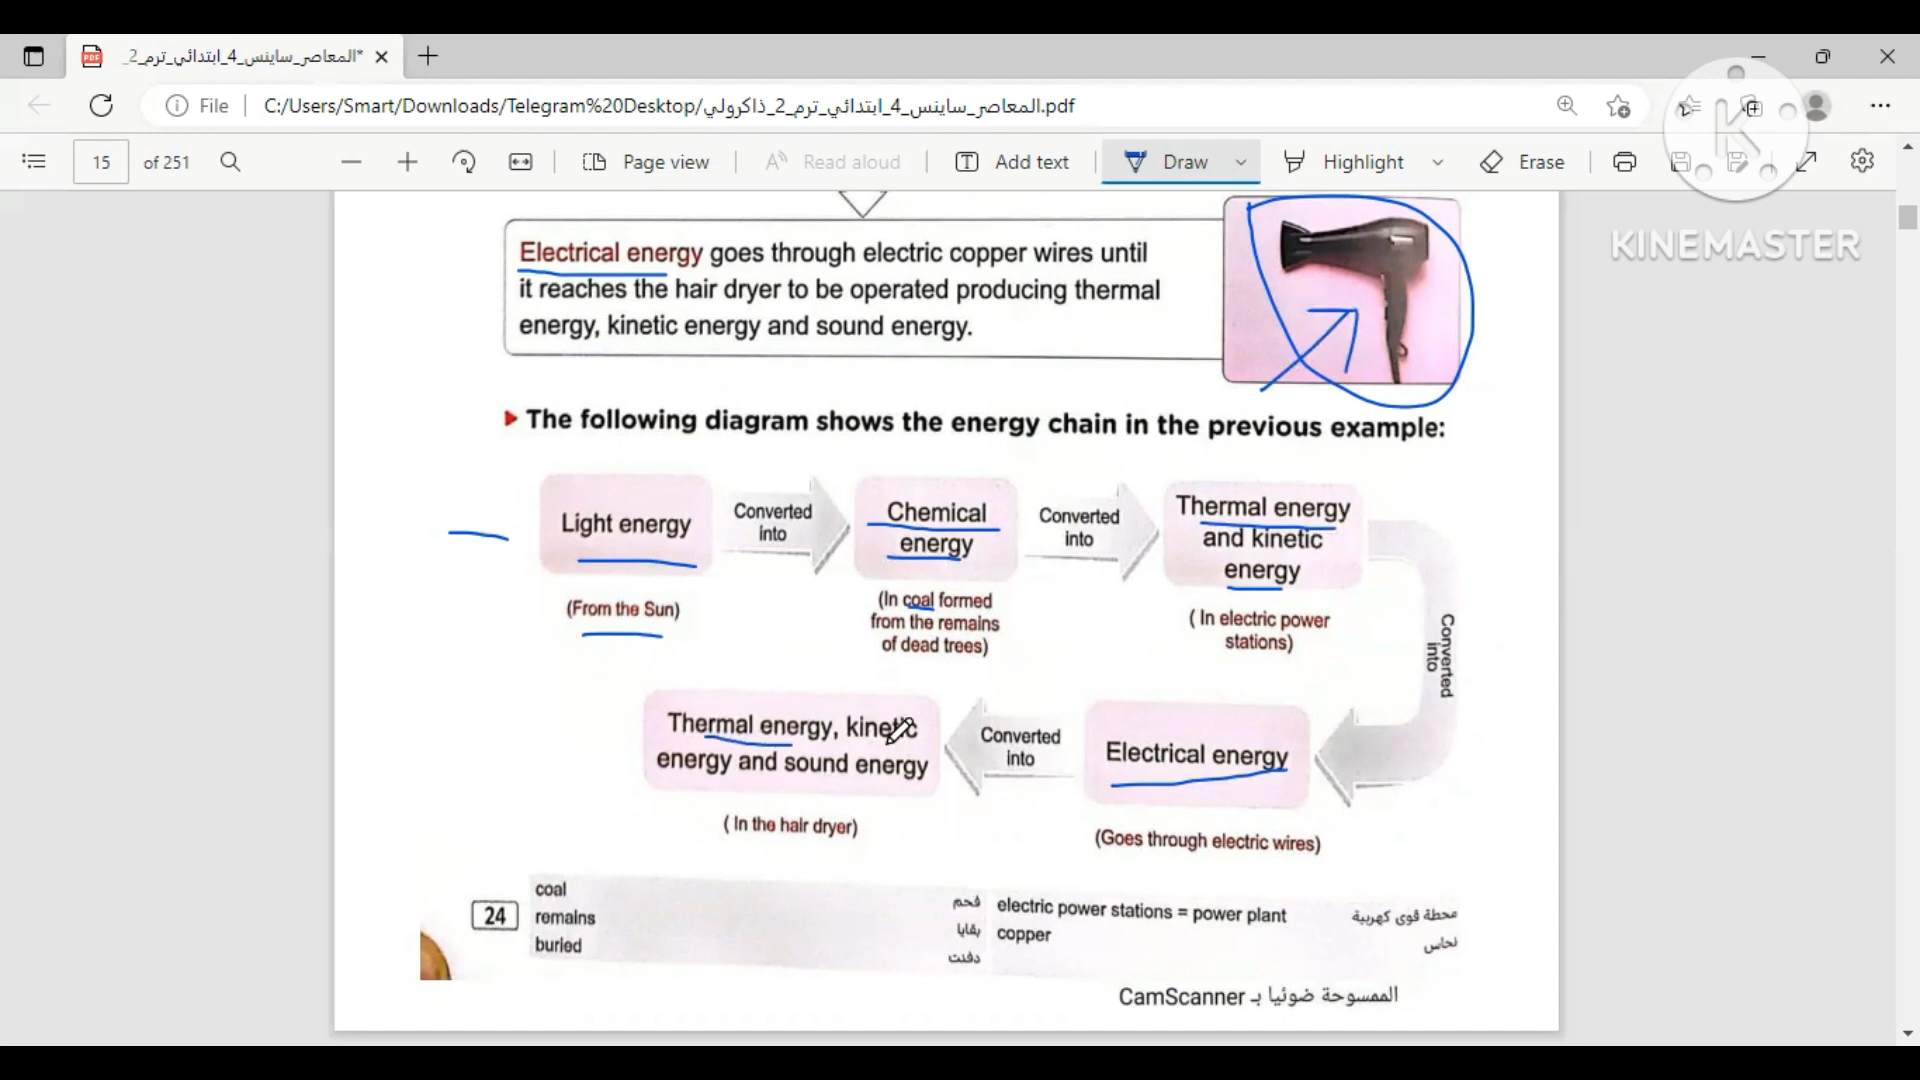 *المعاصر_ساينس_4_ابتدائي_ترم_2_
File
C:/Users/Smart/Downloads/Telegram%20Desktop/المعاصر_ساينس_4_ابتدائي_ترم_2_ذاكرولي.pdf
15 of 251
Page view
Read aloud
Add text
Draw
Highlight
Erase
KINEMASTER
Electrical energy goes through electric copper wires until
it reaches the hair dryer to be operated producing thermal
energy, kinetic energy and sound energy.
The following diagram shows the energy chain in the previous example:
Light energy
(From the Sun)
Converted
into
Chemical
energy
(In coal formed
from the remains
of dead trees)
Converted
into
Thermal energy
and kinetic
energy
( In electric power
stations)
Converted
into
Electrical energy
(Goes through electric wires)
Converted
into
Thermal energy, kinetic
energy and sound energy
( In the hair dryer)
24
coal فحم
remains بقايا
buried دفنت
electric power stations = power plant محطة قوى كهربية
copper نحاس
الممسوحة ضوئيا بـ CamScanner